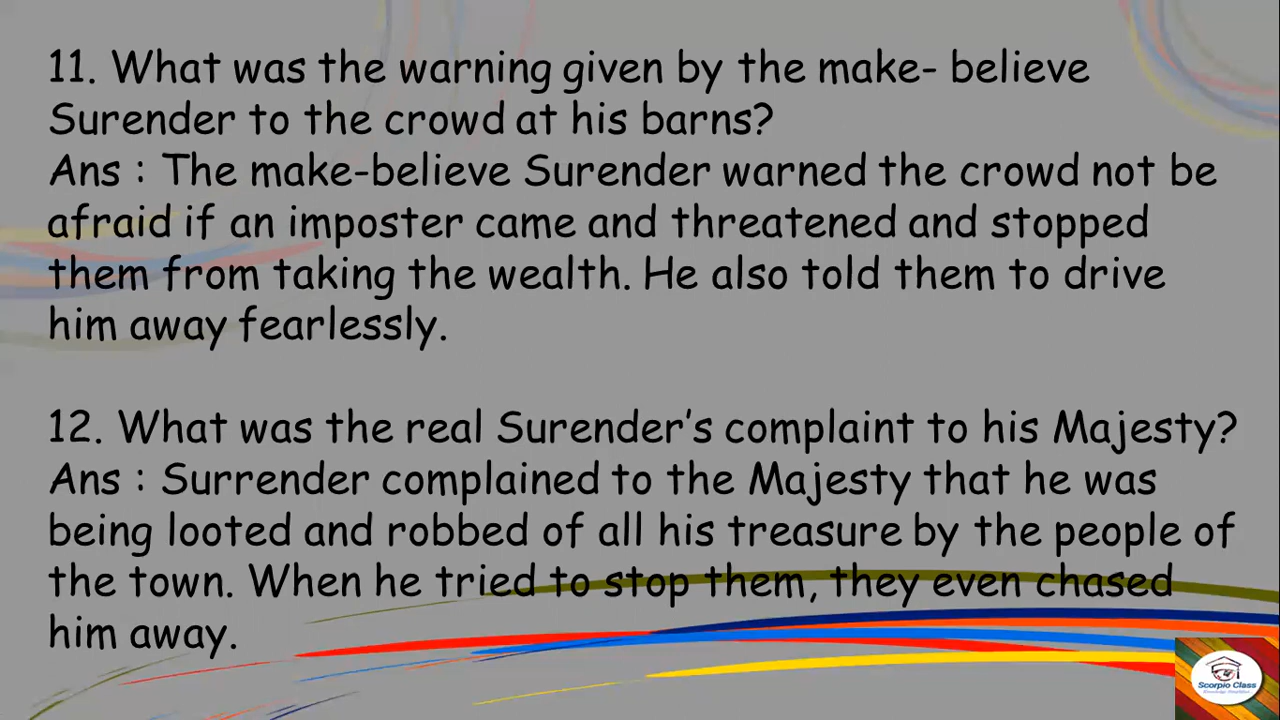 11. What was the warning given by the make- believe
Surender to the crowd at his barns?
Ans : The make-believe Surender warned the crowd not be
afraid if an imposter came and threatened and stopped
them from taking the wealth. He also told them to drive
him away fearlessly.
12. What was the real Surender’s complaint to his Majesty?
Ans : Surrender complained to the Majesty that he was
being looted and robbed of all his treasure by the people of
the town. When he tried to stop them, they even chased
him away.
Scorpio Class